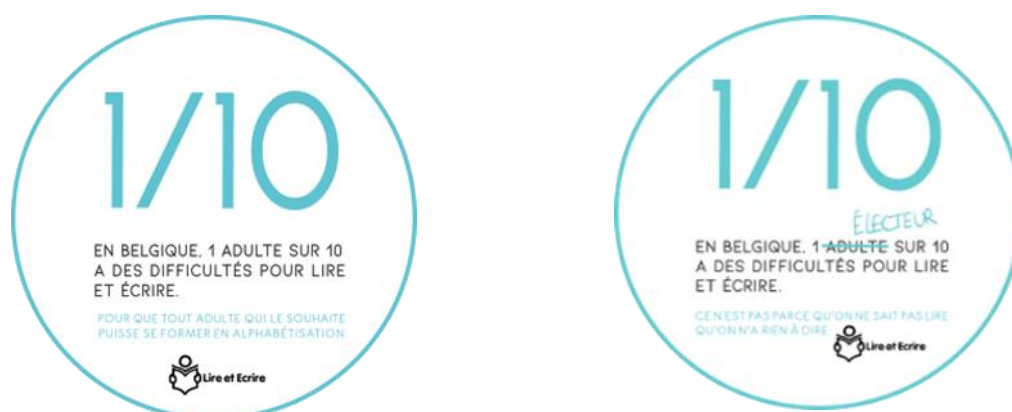 1/10
EN BELGIQUE, 1 ADULTE SUR 10
A DES DIFFICULTÉS POUR LIRE
ET ÉCRIRE.
POUR QUE TOUT ADULTE QUI LE SOUHAITE
PUISSE SE FORMER EN ALPHABÉTISATION.
Lire et Ecrire
1/10
ÉLECTEUR
EN BELGIQUE, 1 ADULTE SUR 10
A DES DIFFICULTÉS POUR LIRE
ET ÉCRIRE.
CE N'EST PAS PARCE QU'ON NE SAIT PAS LIRE
QU'ON N'A RIEN À DIRE
Lire et Ecrire